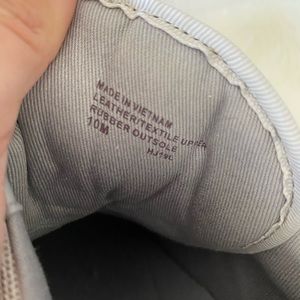 MADE IN VIETNAM
LEATHER/TEXTILE UPPER
RUBBER OUTSOLE
10M